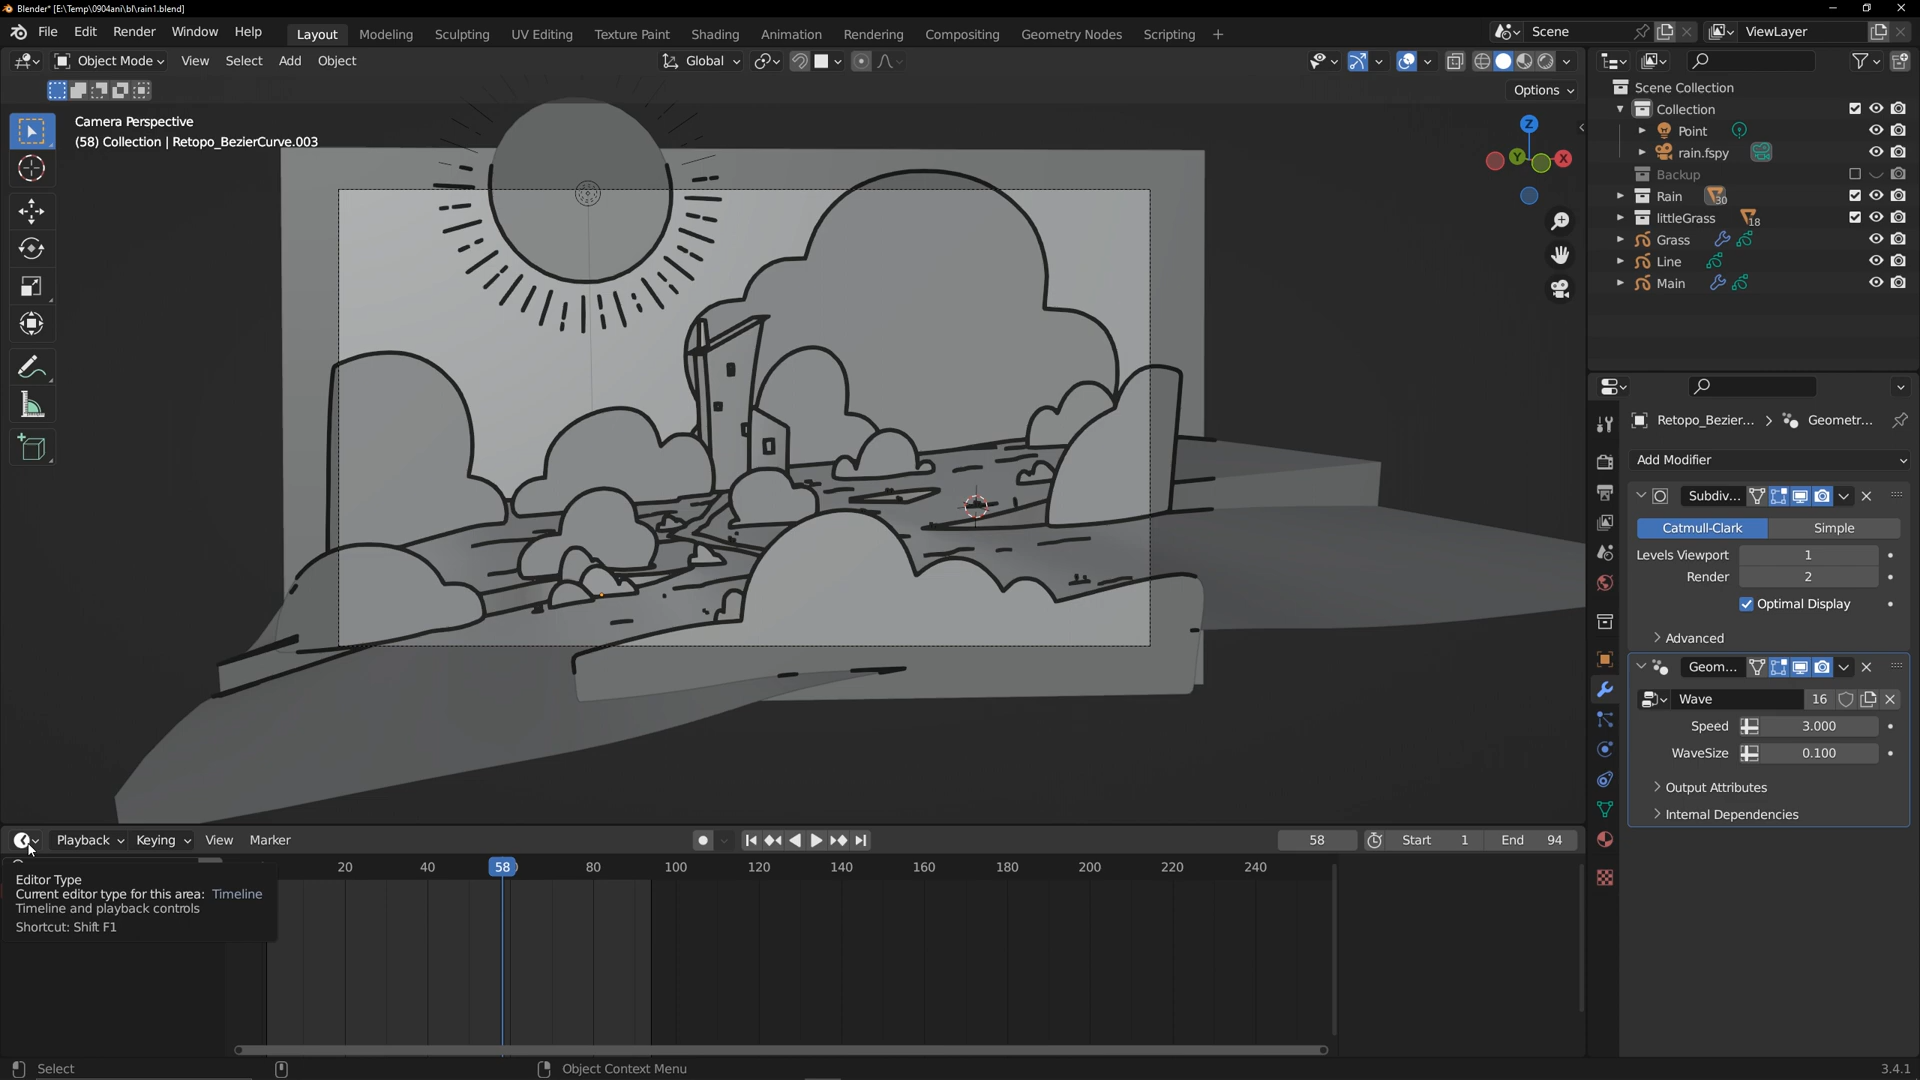 Blender* [E:\Temp\0904ani\bl\rain1.blend]
File Edit Render Window Help
Layout Modeling Sculpting UV Editing Texture Paint Shading Animation Rendering Compositing Geometry Nodes Scripting +
Scene
ViewLayer
Object Mode View Select Add Object
Global
Options
Camera Perspective
(58) Collection | Retopo_BezierCurve.003
Z
Y
X
Scene Collection
Collection
Point
rain.fspy
Backup
Rain 30
littleGrass 18
Grass
Line
Main
Retopo_Bezier... > Geometr...
Add Modifier
Subdiv...
Catmull-Clark Simple
Levels Viewport 1
Render 2
Optimal Display
Advanced
Geom...
Wave 16
Speed 3.000
WaveSize 0.100
Output Attributes
Internal Dependencies
Playback Keying View Marker
58 Start 1 End 94
20 40 58 80 100 120 140 160 180 200 220 240
Editor Type
Current editor type for this area: Timeline
Timeline and playback controls
Shortcut: Shift F1
Select
Object Context Menu
3.4.1